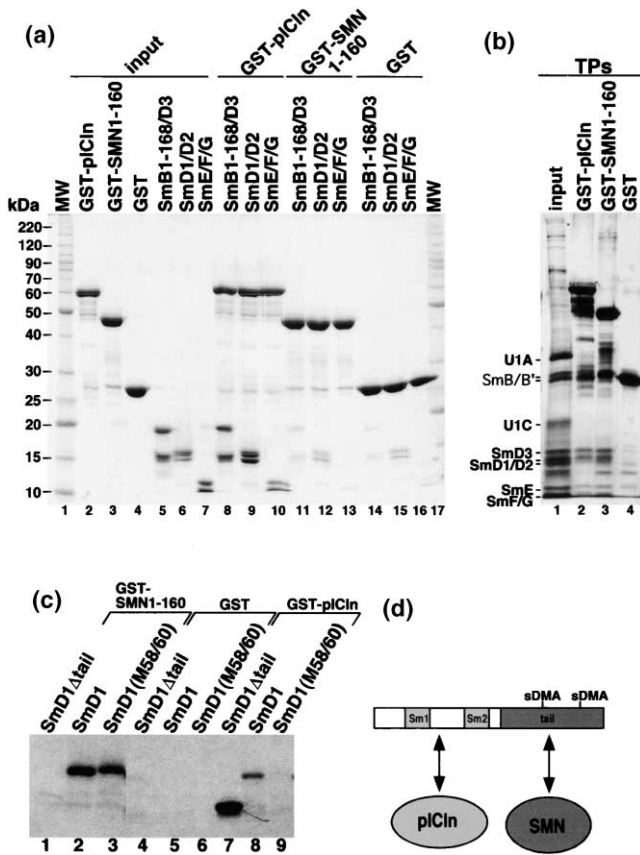 (a)
input
GST-pICln
GST-SMN
1-160
GST
MW
GST-pICln
GST-SMN1-160
GST
SmB1-168/D3
SmD1/D2
SmE/F/G
SmB1-168/D3
SmD1/D2
SmE/F/G
SmB1-168/D3
SmD1/D2
SmE/F/G
SmB1-168/D3
SmD1/D2
SmE/F/G
MW
kDa
220
120
90
70
60
50
40
30
25
20
15
10
1 2 3 4 5 6 7 8 9 10 11 12 13 14 15 16 17
(b)
TPs
input
GST-pICln
GST-SMN1-160
GST
U1A
SmB/B'
U1C
SmD3
SmD1/D2
SmE
SmF/G
1 2 3 4
(c)
GST-
SMN1-160
GST
GST-pICln
SmD1Δtail
SmD1
SmD1(M58/60)
SmD1Δtail
SmD1
SmD1(M58/60)
SmD1Δtail
SmD1
SmD1(M58/60)
1 2 3 4 5 6 7 8 9
(d)
sDMA sDMA
Sm1 Sm2 tail
pICln SMN